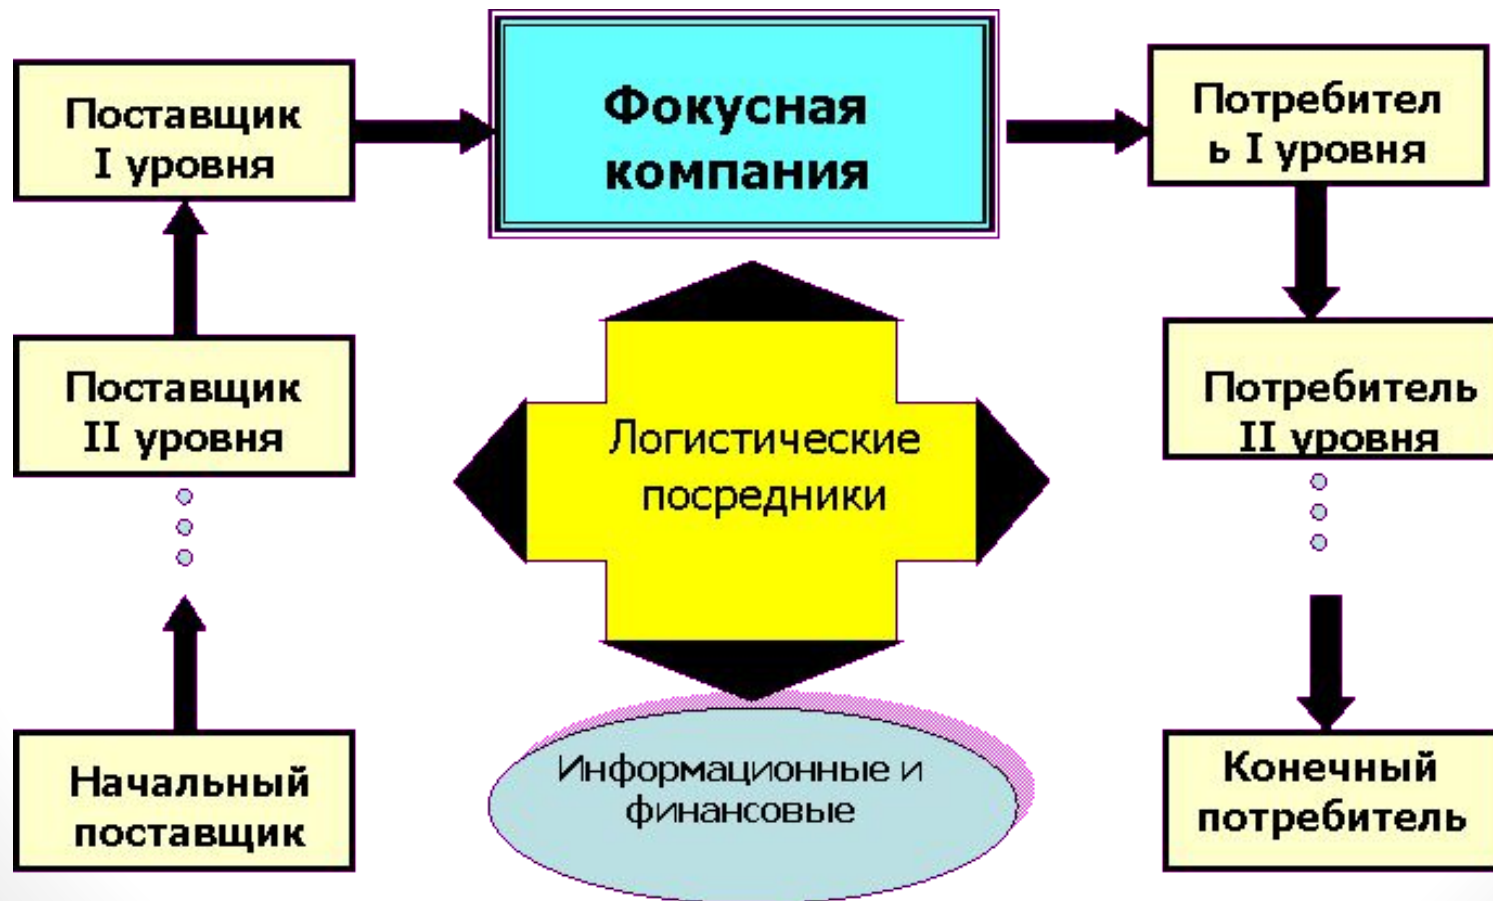 Поставщик
I уровня
Фокусная
компания
Потребител
ь I уровня
Поставщик
II уровня
Логистические
посредники
Потребитель
II уровня
Начальный
поставщик
Информационные и
финансовые
Конечный
потребитель